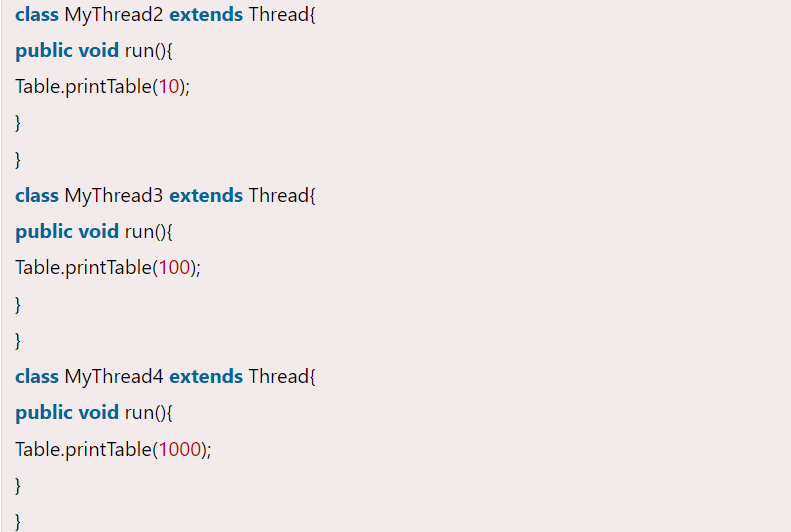 class MyThread2 extends Thread{
public void run(){
Table.printTable(10);
}
}
class MyThread3 extends Thread{
public void run(){
Table.printTable(100);
}
}
class MyThread4 extends Thread{
public void run(){
Table.printTable(1000);
}
}